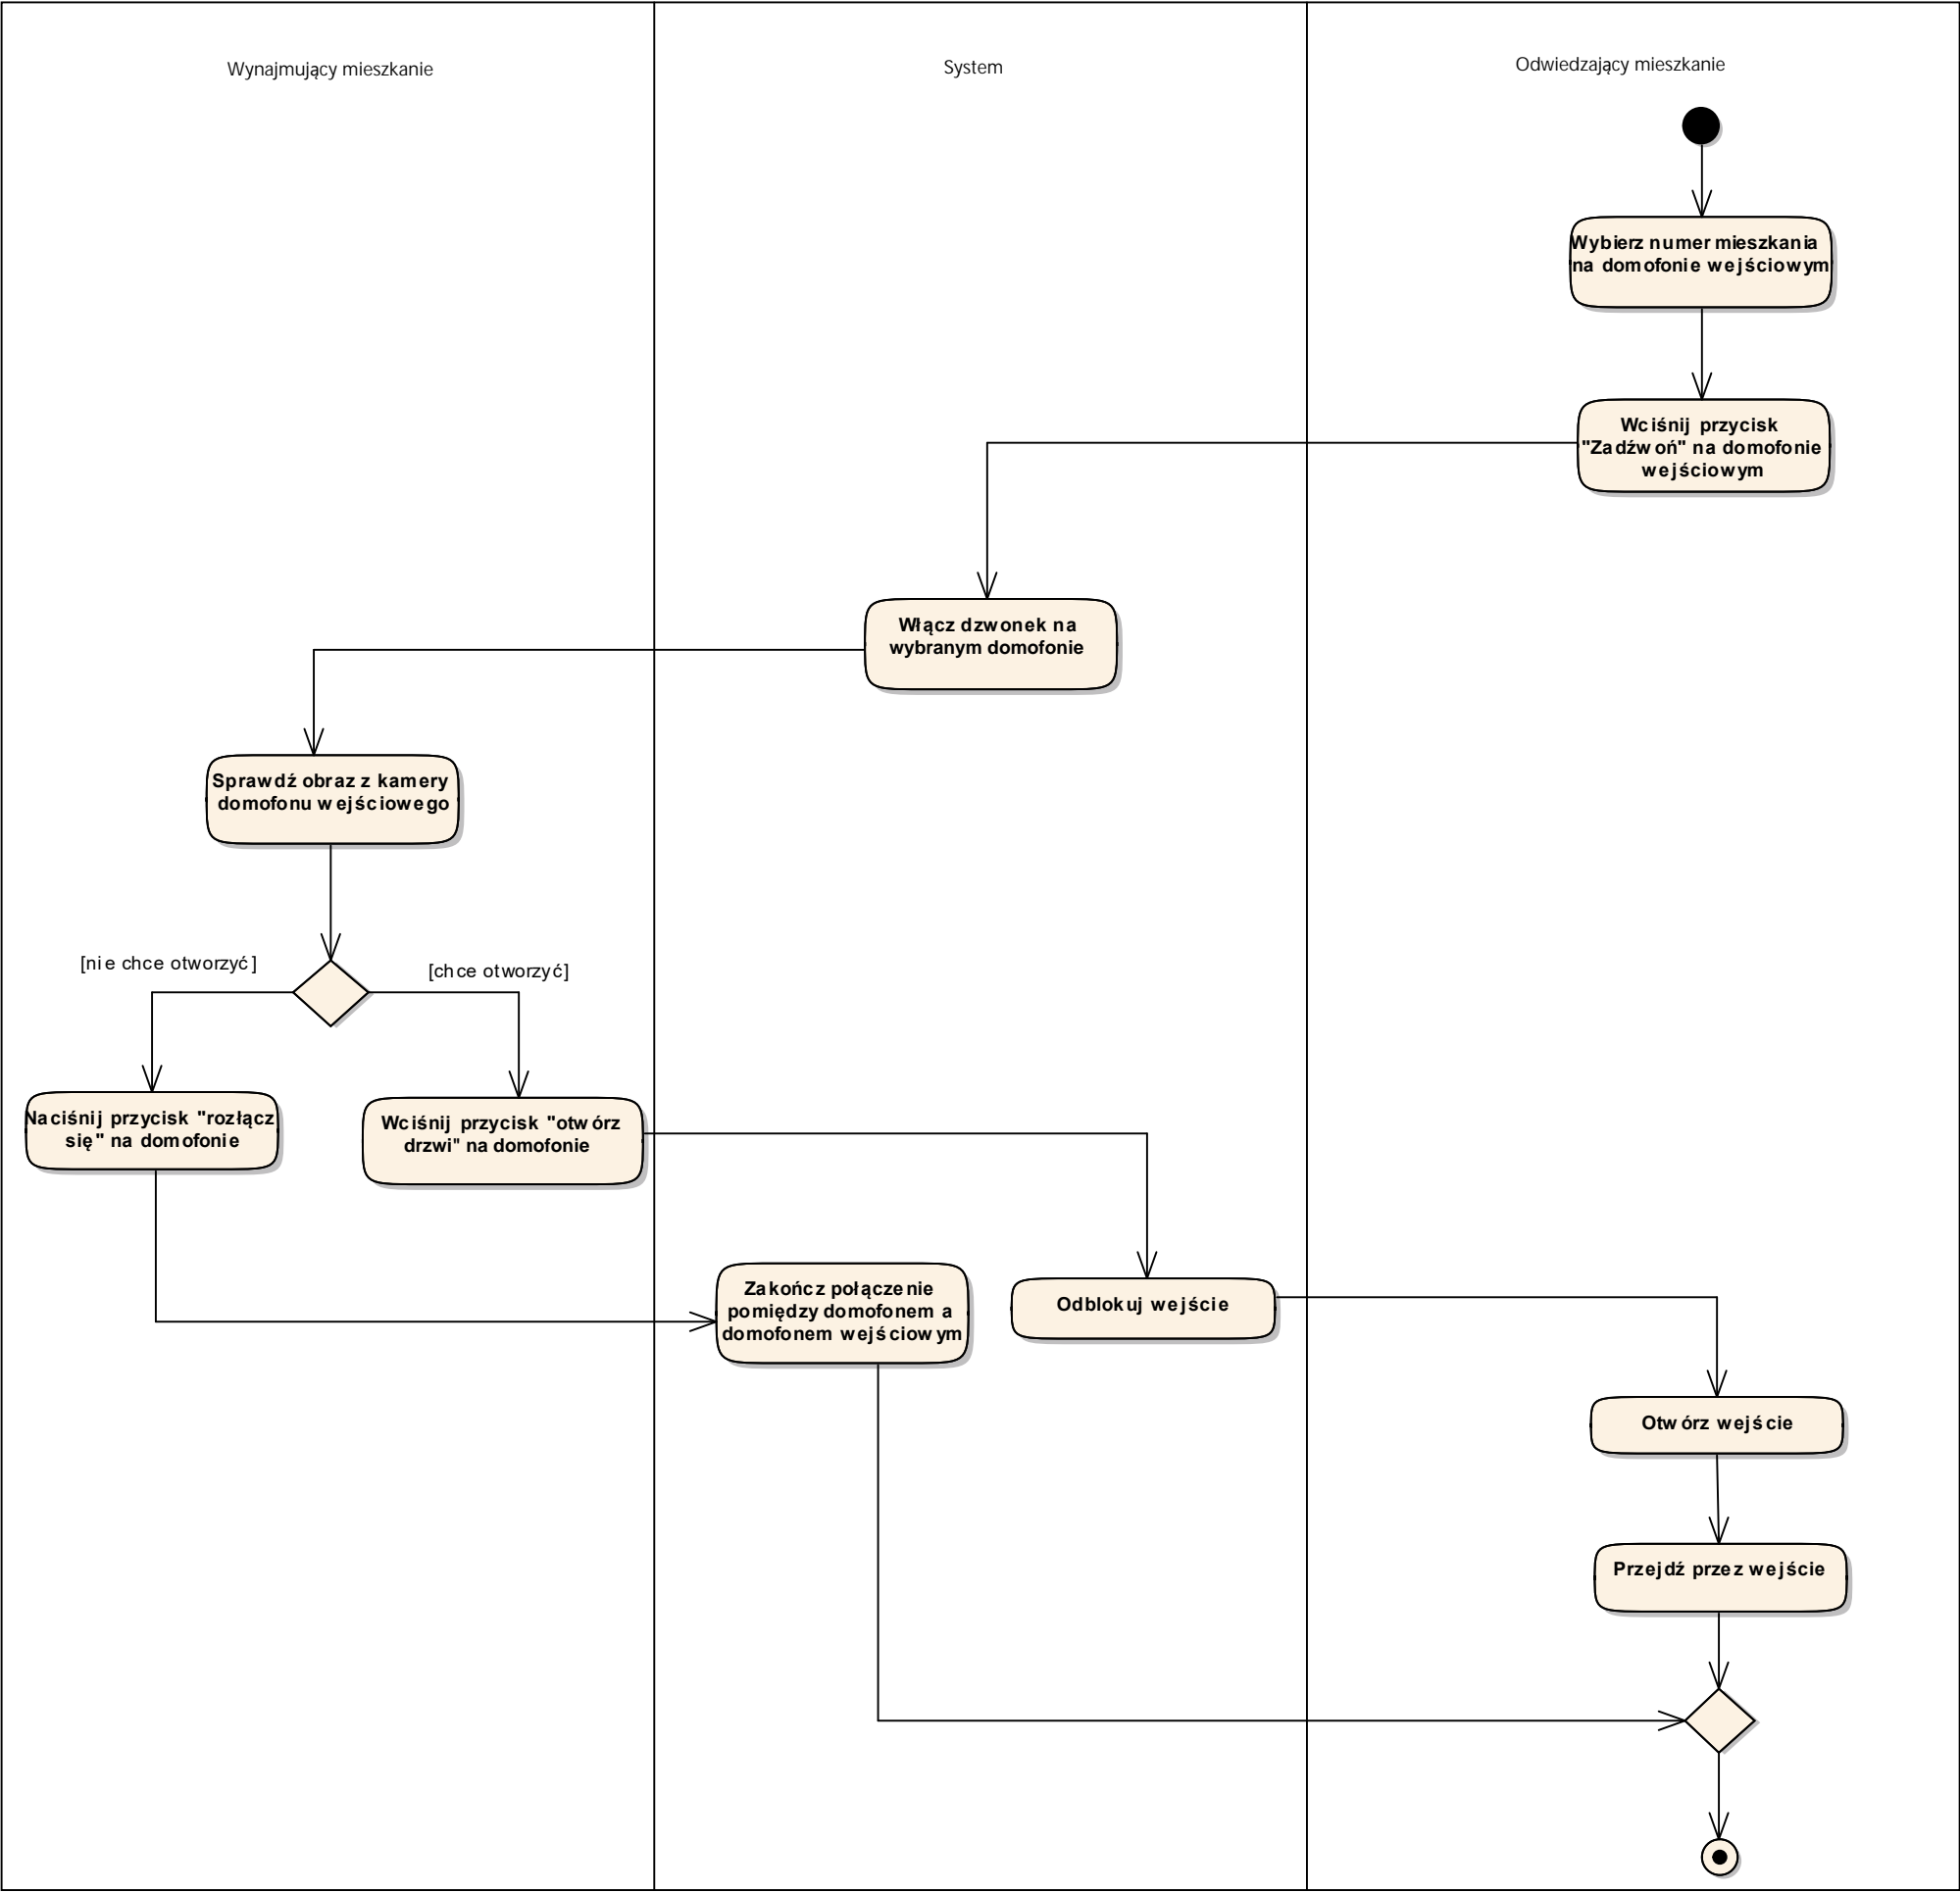 Wynajmujący mieszkanie
System
Odwiedzający mieszkanie
Wybierz numer mieszkania
na domofonie wejściowym
Wciśnij przycisk
"Zadźwoń" na domofonie
wejściowym
Włącz dzwonek na
wybranym domofonie
Sprawdź obraz z kamery
domofonu wejściowego
[nie chce otworzyć]
[chce otworzyć]
Naciśnij przycisk "rozłącz
się" na domofonie
Wciśnij przycisk "otwórz
drzwi" na domofonie
Zakończ połączenie
pomiędzy domofonem a
domofonem wejściowym
Odblokuj wejście
Otwórz wejście
Przejdź przez wejście